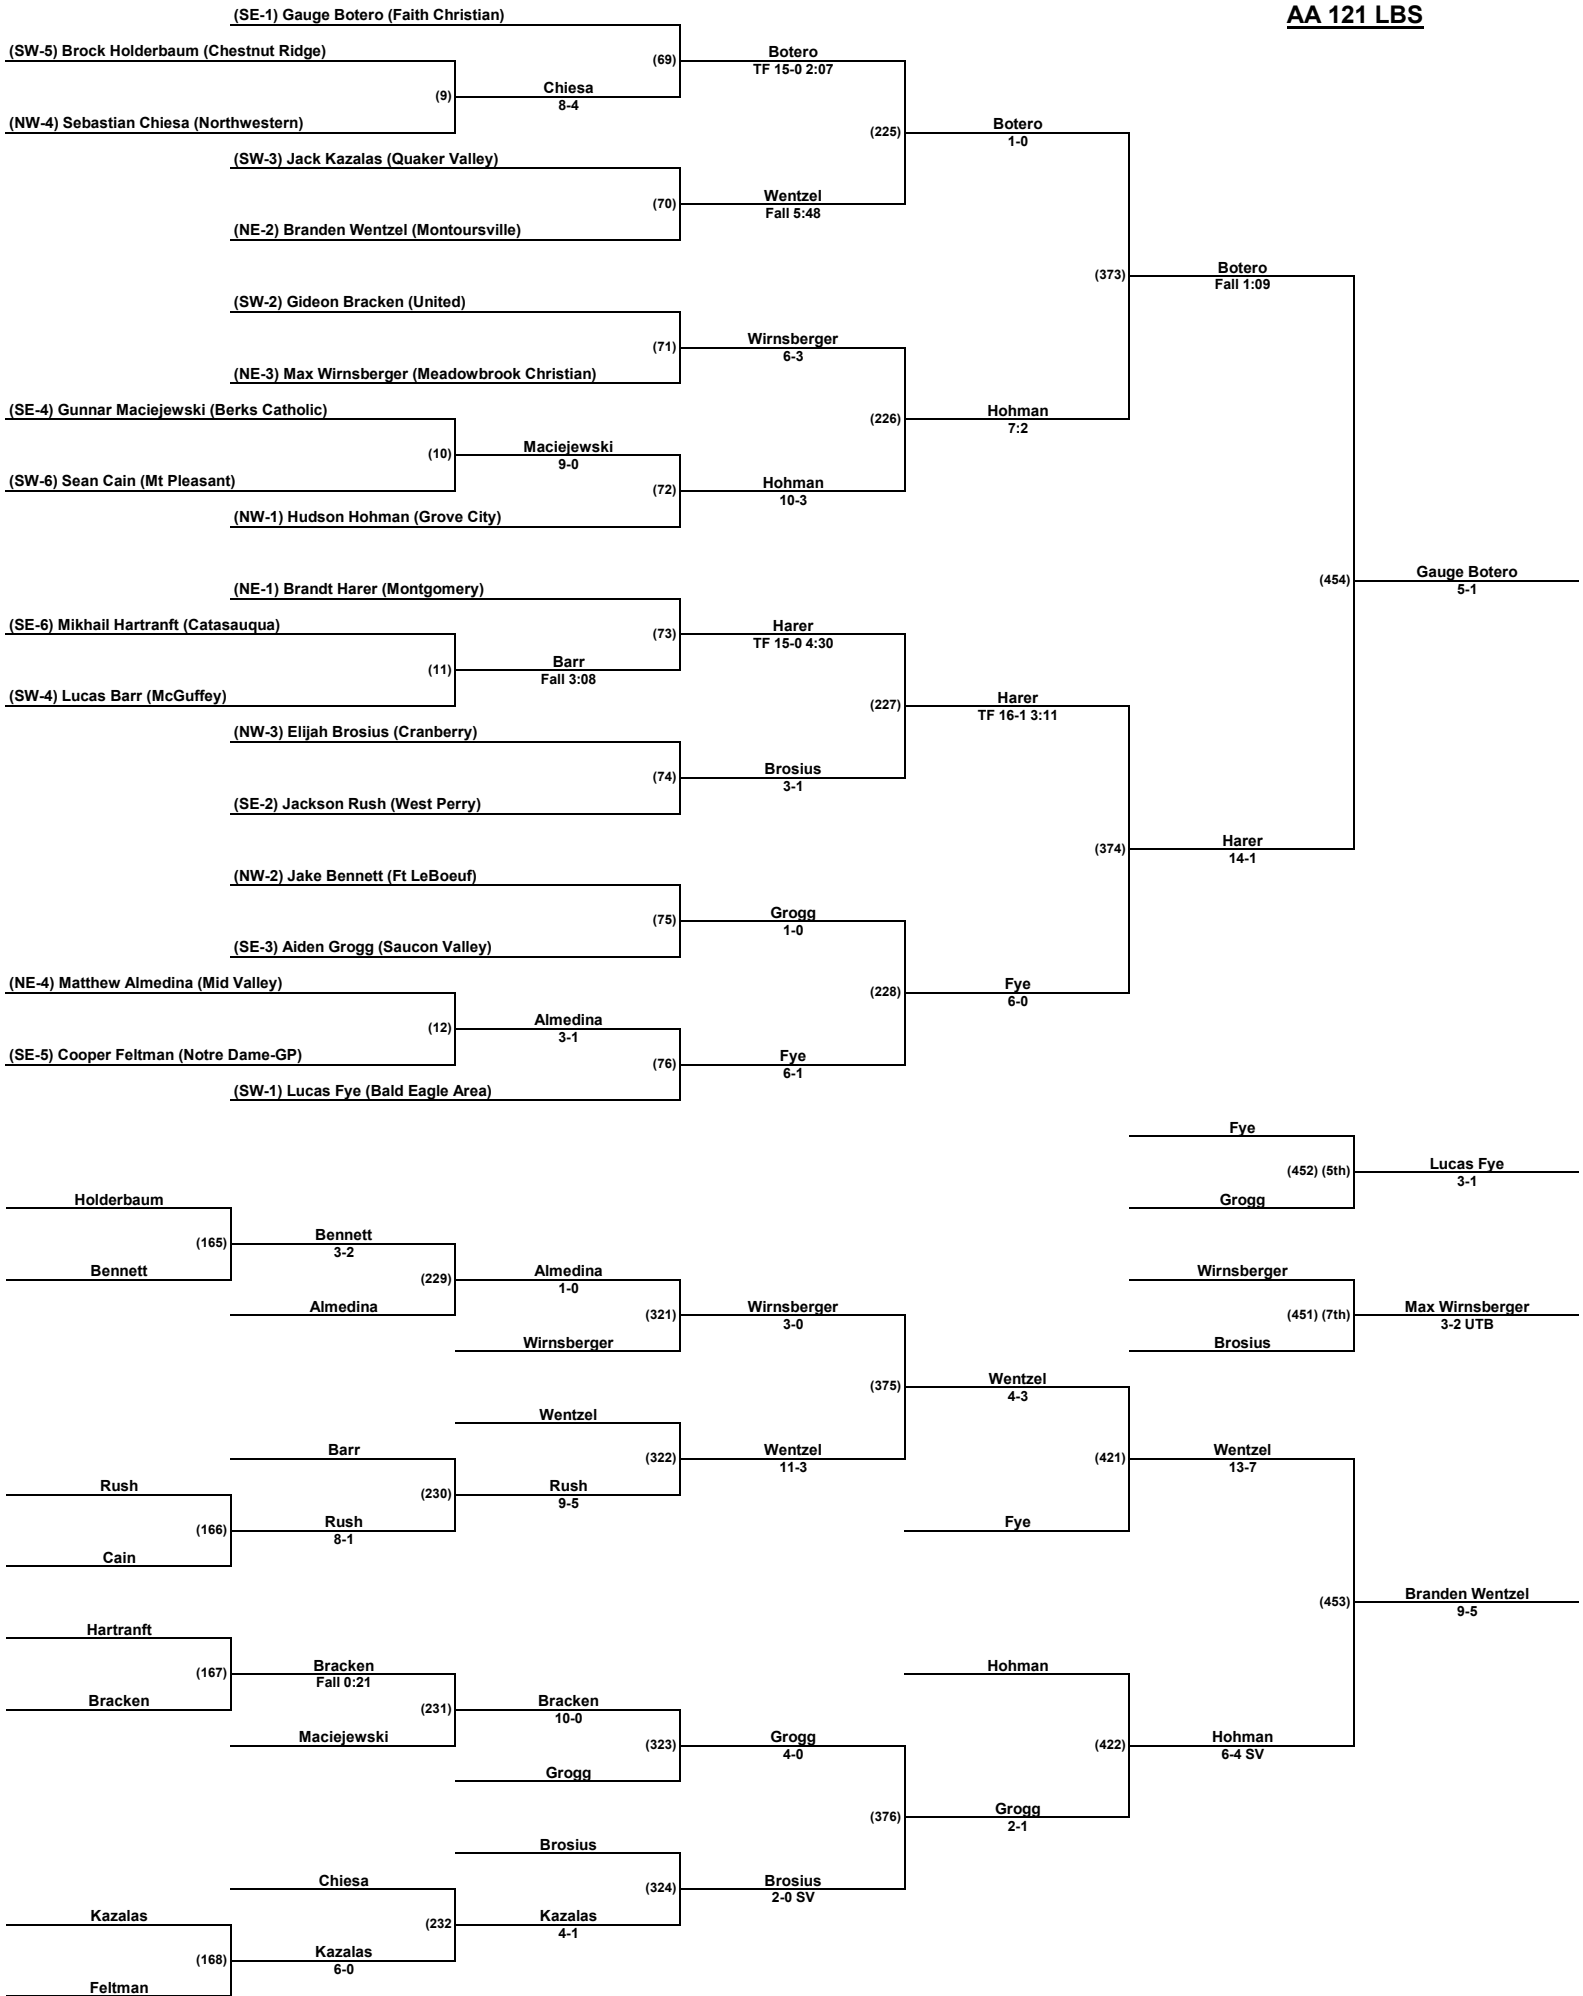 AA 121 LBS
(SE-1) Gauge Botero (Faith Christian)
(SW-5) Brock Holderbaum (Chestnut Ridge)
(69)
Botero
TF 15-0 2:07
(9)
Chiesa
8-4
(NW-4) Sebastian Chiesa (Northwestern)
(225)
Botero
1-0
(SW-3) Jack Kazalas (Quaker Valley)
(70)
Wentzel
Fall 5:48
(NE-2) Branden Wentzel (Montoursville)
(373)
Botero
Fall 1:09
(SW-2) Gideon Bracken (United)
(71)
Wirnsberger
6-3
(NE-3) Max Wirnsberger (Meadowbrook Christian)
(SE-4) Gunnar Maciejewski (Berks Catholic)
(226)
Hohman
7:2
(10)
Maciejewski
9-0
(SW-6) Sean Cain (Mt Pleasant)
(72)
Hohman
10-3
(NW-1) Hudson Hohman (Grove City)
(454)
Gauge Botero
5-1
(NE-1) Brandt Harer (Montgomery)
(SE-6) Mikhail Hartranft (Catasauqua)
(73)
Harer
TF 15-0 4:30
(11)
Barr
Fall 3:08
(SW-4) Lucas Barr (McGuffey)
(227)
Harer
TF 16-1 3:11
(NW-3) Elijah Brosius (Cranberry)
(74)
Brosius
3-1
(SE-2) Jackson Rush (West Perry)
(374)
Harer
14-1
(NW-2) Jake Bennett (Ft LeBoeuf)
(75)
Grogg
1-0
(SE-3) Aiden Grogg (Saucon Valley)
(NE-4) Matthew Almedina (Mid Valley)
(228)
Fye
6-0
(12)
Almedina
3-1
(SE-5) Cooper Feltman (Notre Dame-GP)
(76)
Fye
6-1
(SW-1) Lucas Fye (Bald Eagle Area)
Fye
(452) (5th)
Lucas Fye
3-1
Grogg
Holderbaum
(165)
Bennett
3-2
Bennett
(229)
Almedina
1-0
Almedina
Wirnsberger
(451) (7th)
Max Wirnsberger
3-2 UTB
Brosius
(321)
Wirnsberger
3-0
Wirnsberger
(375)
Wentzel
4-3
Wentzel
Barr
(322)
Wentzel
11-3
(421)
Wentzel
13-7
Rush
(230)
Rush
9-5
(166)
Rush
8-1
Fye
Cain
(453)
Branden Wentzel
9-5
Hartranft
(167)
Bracken
Fall 0:21
Hohman
Bracken
(231)
Bracken
10-0
Maciejewski
(323)
Grogg
4-0
(422)
Hohman
6-4 SV
Grogg
(376)
Grogg
2-1
Brosius
Chiesa
(324)
Brosius
2-0 SV
Kazalas
(232
Kazalas
4-1
(168)
Kazalas
6-0
Feltman